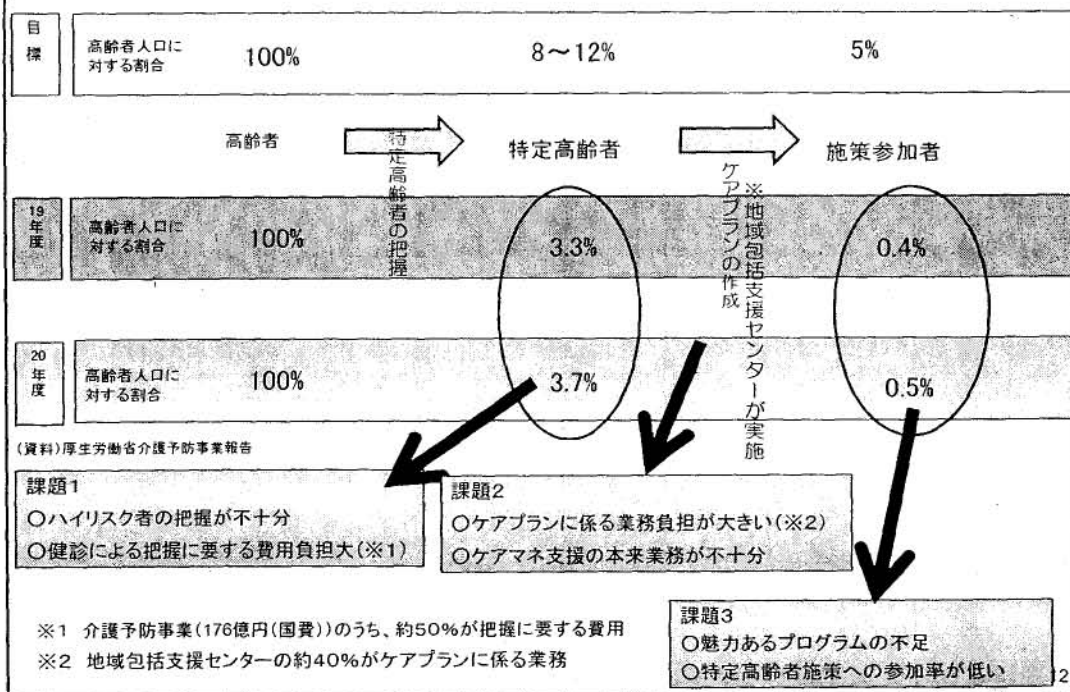 目標
高齢者人口に
対する割合
100%
8～12%
5%
高齢者
特定高齢者の把握
特定高齢者
ケアプランの作成
※地域包括支援センターが実施
施策参加者
19年度
高齢者人口に
対する割合
100%
3.3%
0.4%
20年度
高齢者人口に
対する割合
100%
3.7%
0.5%
(資料)厚生労働省介護予防事業報告
課題1
○ハイリスク者の把握が不十分
○健診による把握に要する費用負担大(※1)
課題2
○ケアプランに係る業務負担が大きい(※2)
○ケアマネ支援の本来業務が不十分
※1 介護予防事業(176億円(国費))のうち、約50%が把握に要する費用
※2 地域包括支援センターの約40%がケアプランに係る業務
課題3
○魅力あるプログラムの不足
○特定高齢者施策への参加率が低い
12